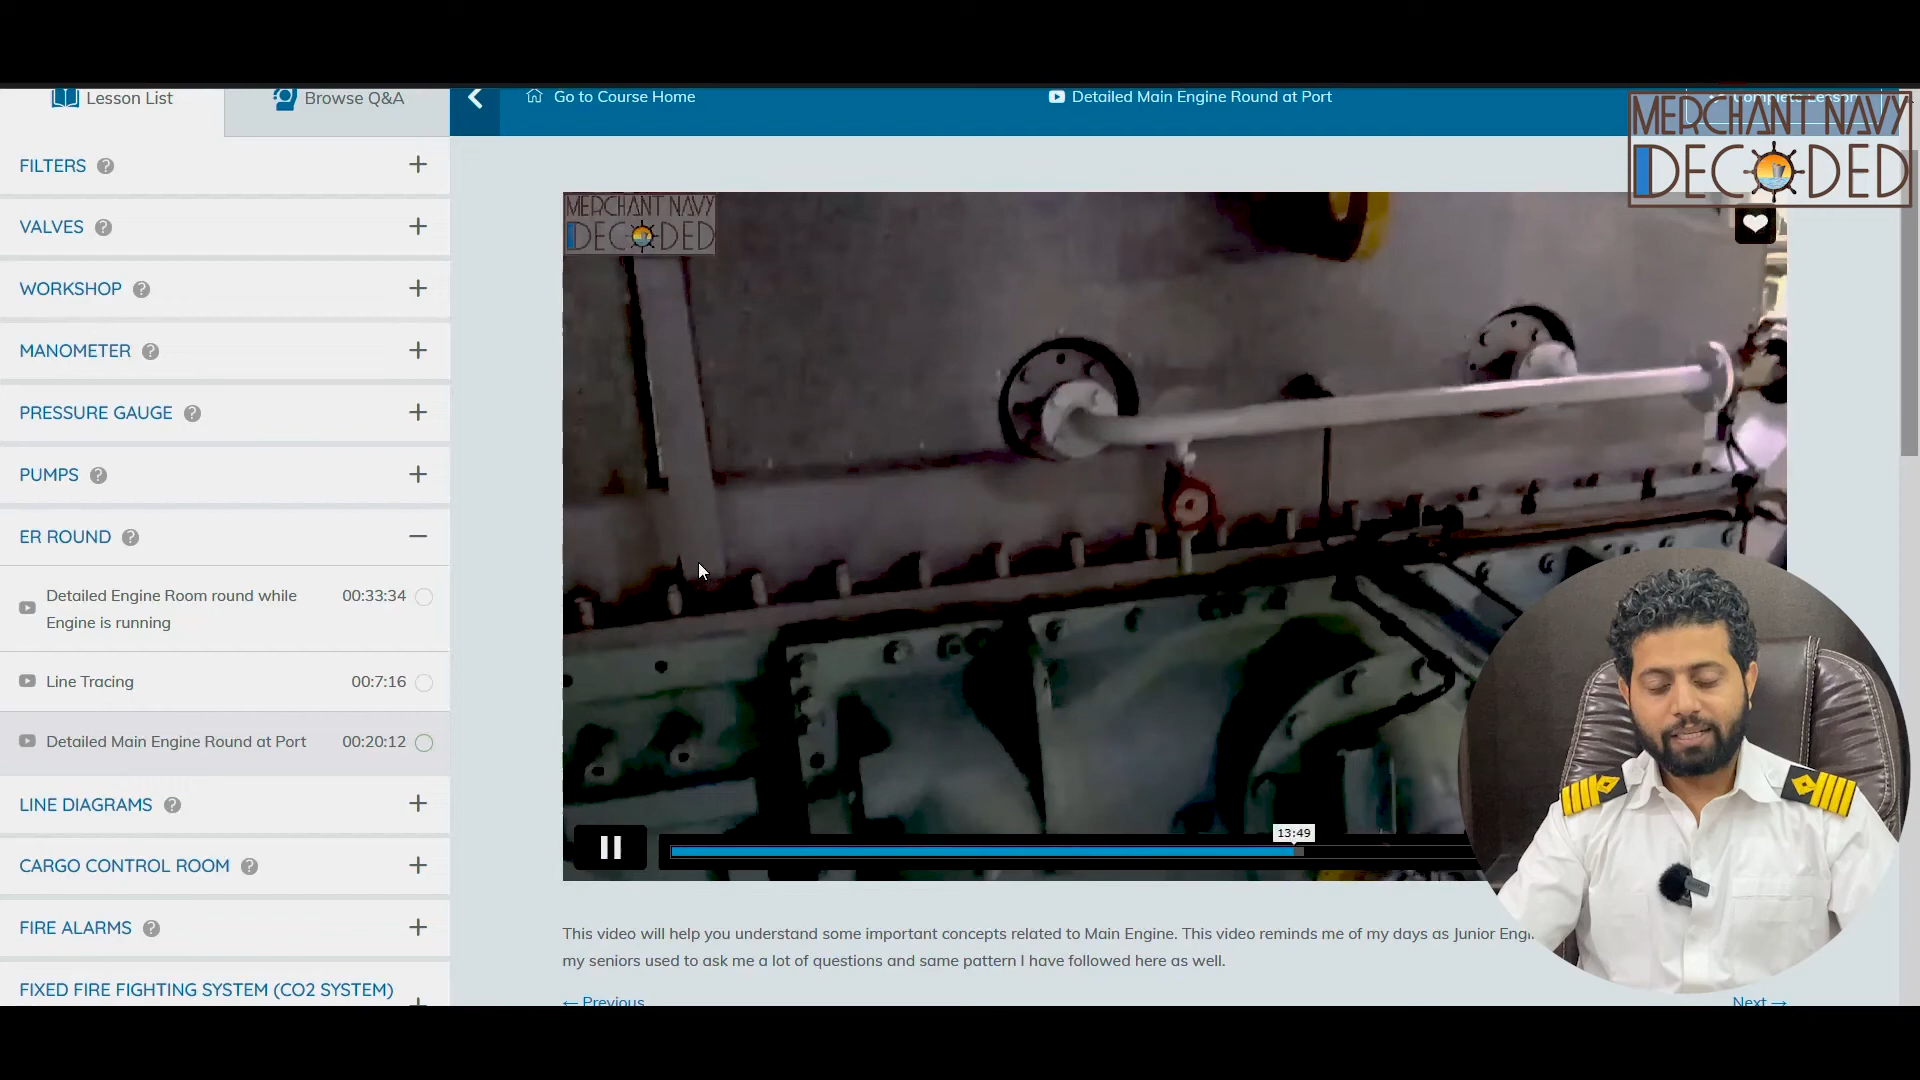 Lesson List
Browse Q&A
Go to Course Home
Detailed Main Engine Round at Port
Complete Lesson
MERCHANT NAVY
DECODED
FILTERS ?
VALVES ?
WORKSHOP ?
MANOMETER ?
PRESSURE GAUGE ?
PUMPS ?
ER ROUND ?
Detailed Engine Room round while
Engine is running
00:33:34
Line Tracing 00:7:16
Detailed Main Engine Round at Port 00:20:12
LINE DIAGRAMS ?
CARGO CONTROL ROOM ?
FIRE ALARMS ?
FIXED FIRE FIGHTING SYSTEM (CO2 SYSTEM)
MERCHANT NAVY
DECODED
13:49
This video will help you understand some important concepts related to Main Engine. This video reminds me of my days as Junior
my seniors used to ask me a lot of questions and same pattern I have followed here as well.
← Previous
Next →